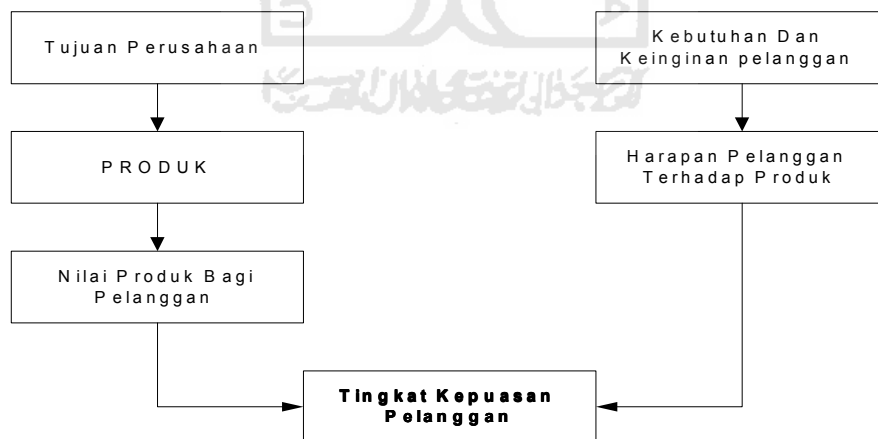 Tujuan Perusahaan
Kebutuhan Dan
Keinginan pelanggan
PRODUK
Harapan Pelanggan
Terhadap Produk
Nilai Produk Bagi
Pelanggan
Tingkat Kepuasan
Pelanggan